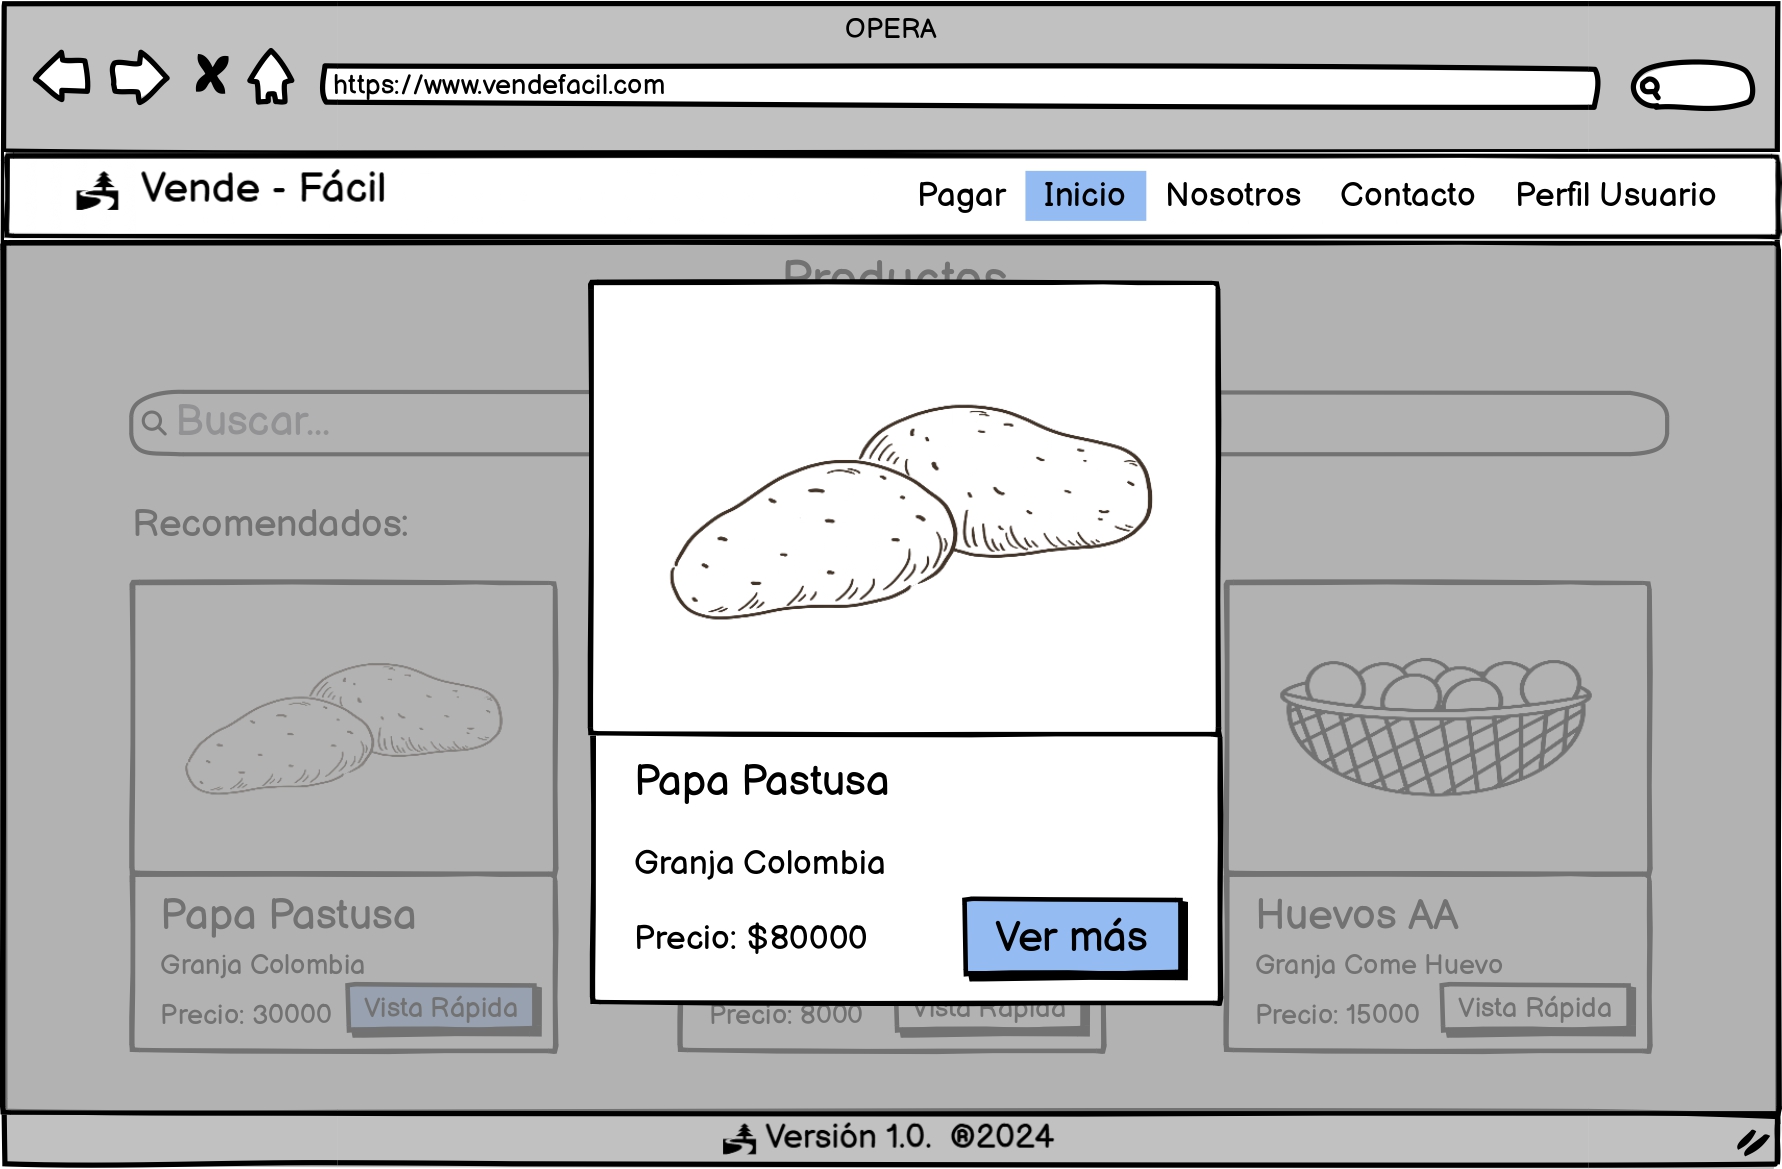 OPERA
https://www.vendefacil.com
Vende - Fácil
Pagar Inicio Nosotros Contacto Perfil Usuario
Productos
Buscar...
Recomendados:
Papa Pastusa
Granja Colombia
Precio: $80000
Ver más
Papa Pastusa
Granja Colombia
Precio: 30000 Vista Rápida
Precio: 8000 Vista Rápida
Huevos AA
Granja Come Huevo
Precio: 15000 Vista Rápida
Versión 1.0. ®2024